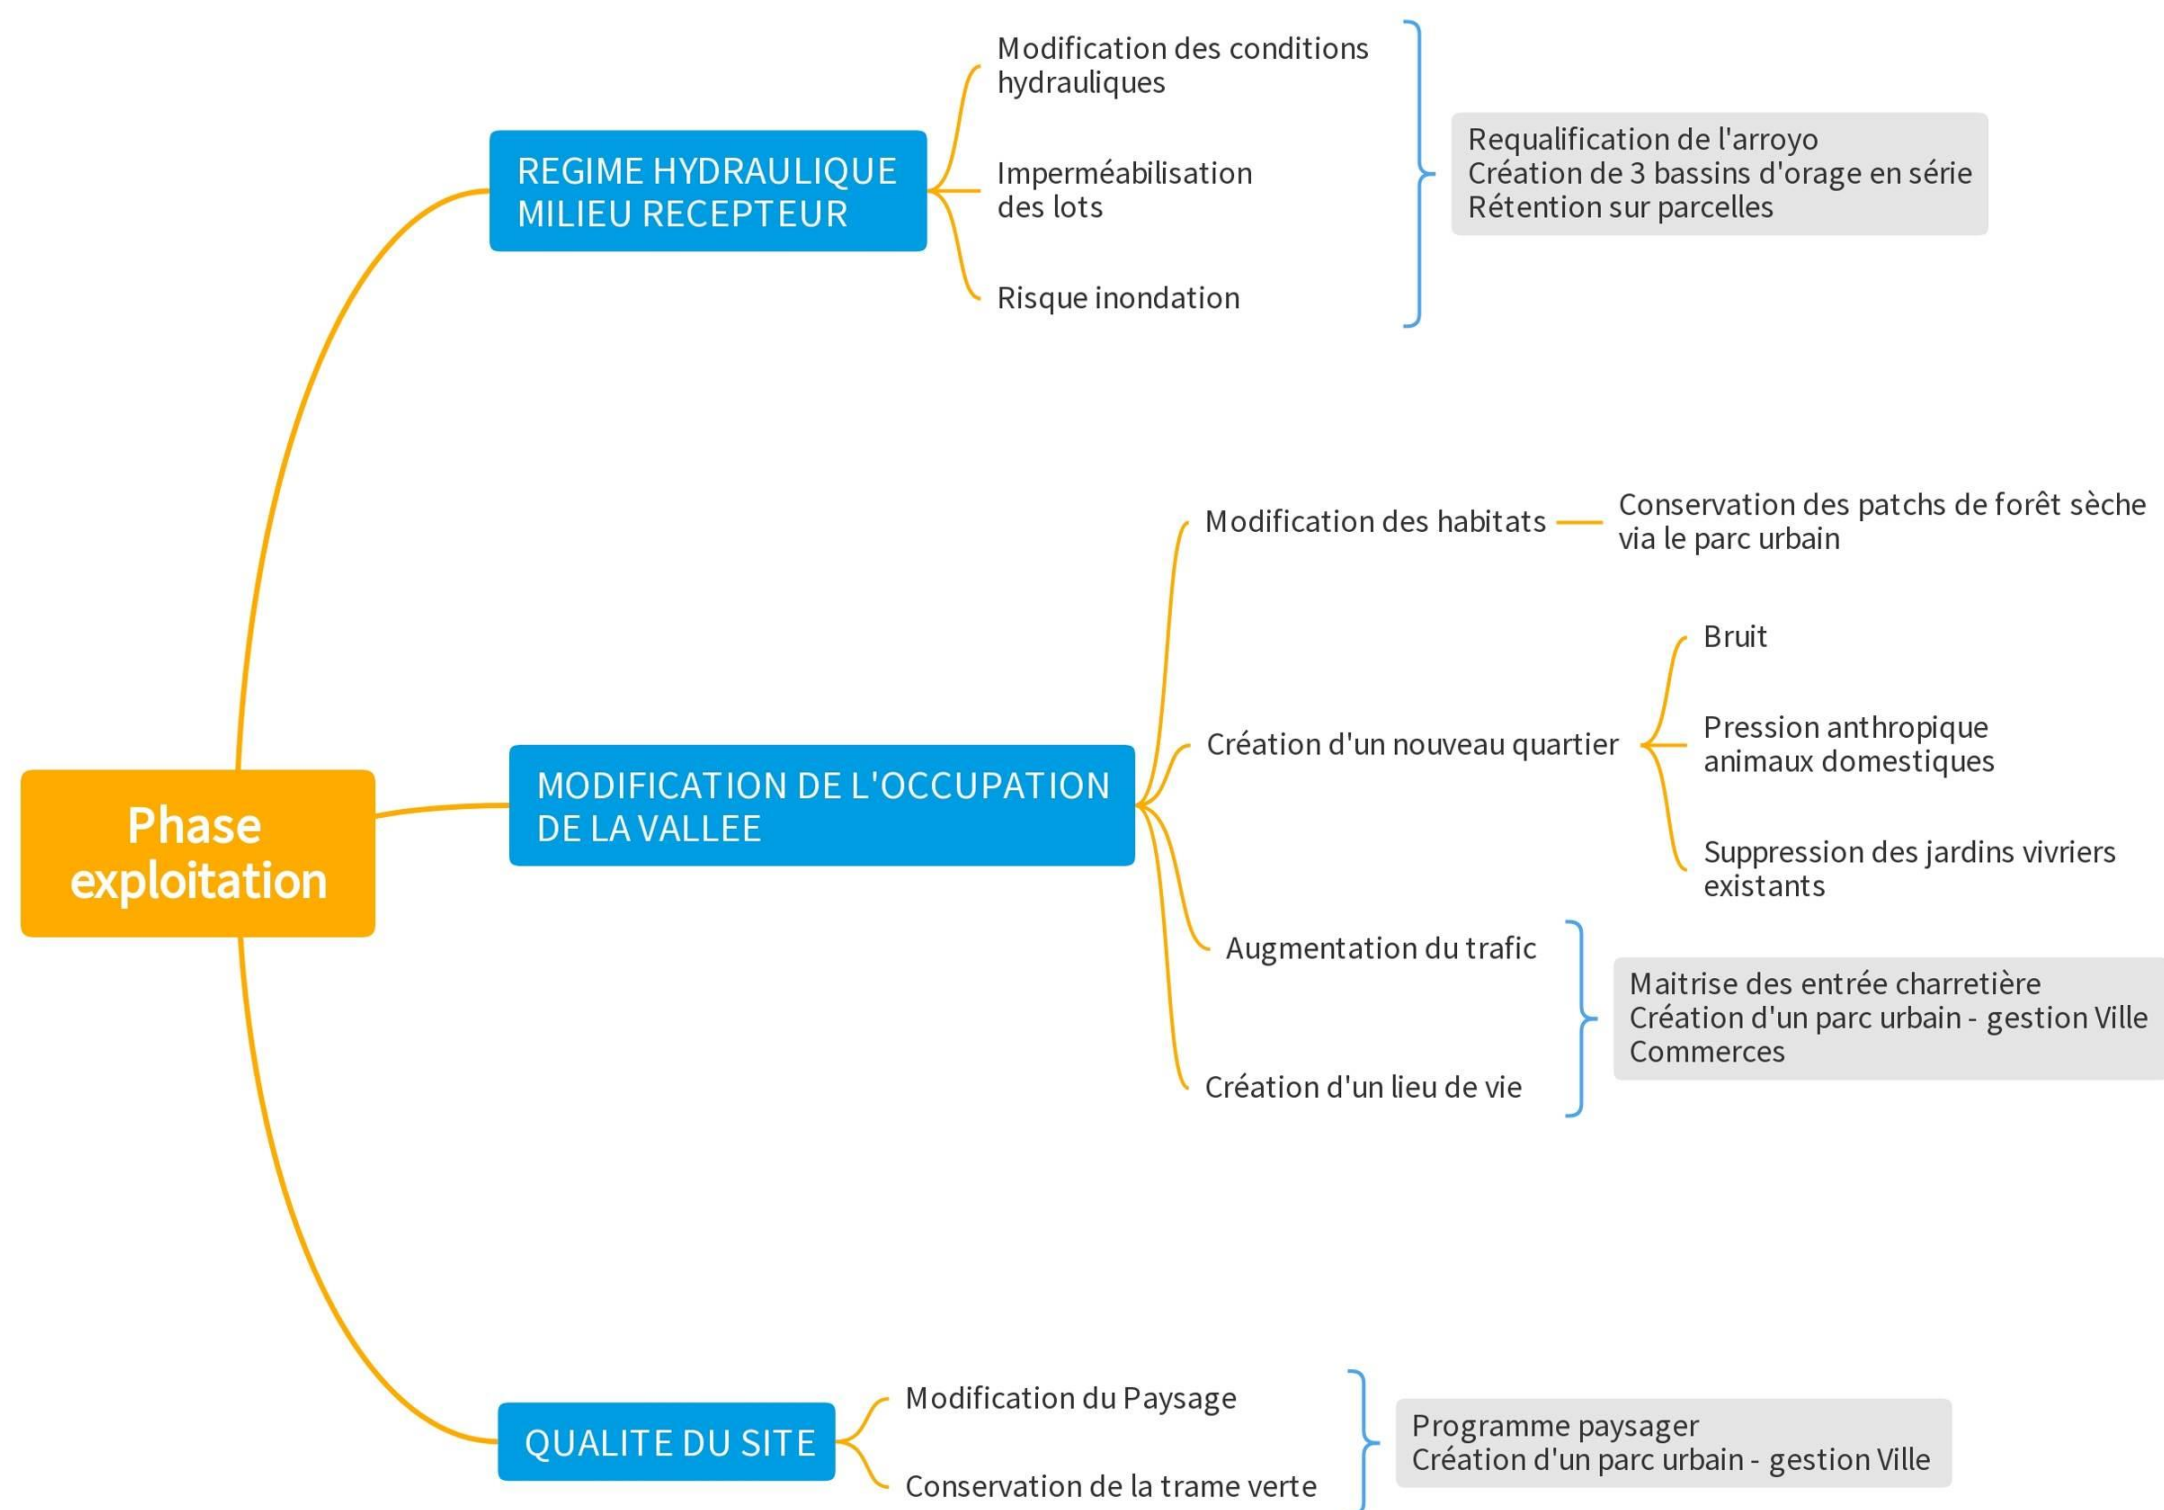 Phase
exploitation
REGIME HYDRAULIQUE
MILIEU RECEPTEUR
Modification des conditions
hydrauliques
Imperméabilisation
des lots
Risque inondation
Requalification de l'arroyo
Création de 3 bassins d'orage en série
Rétention sur parcelles
MODIFICATION DE L'OCCUPATION
DE LA VALLEE
Modification des habitats
Conservation des patchs de forêt sèche
via le parc urbain
Création d'un nouveau quartier
Bruit
Pression anthropique
animaux domestiques
Suppression des jardins vivriers
existants
Augmentation du trafic
Création d'un lieu de vie
Maitrise des entrée charretière
Création d'un parc urbain - gestion Ville
Commerces
QUALITE DU SITE
Modification du Paysage
Conservation de la trame verte
Programme paysager
Création d'un parc urbain - gestion Ville